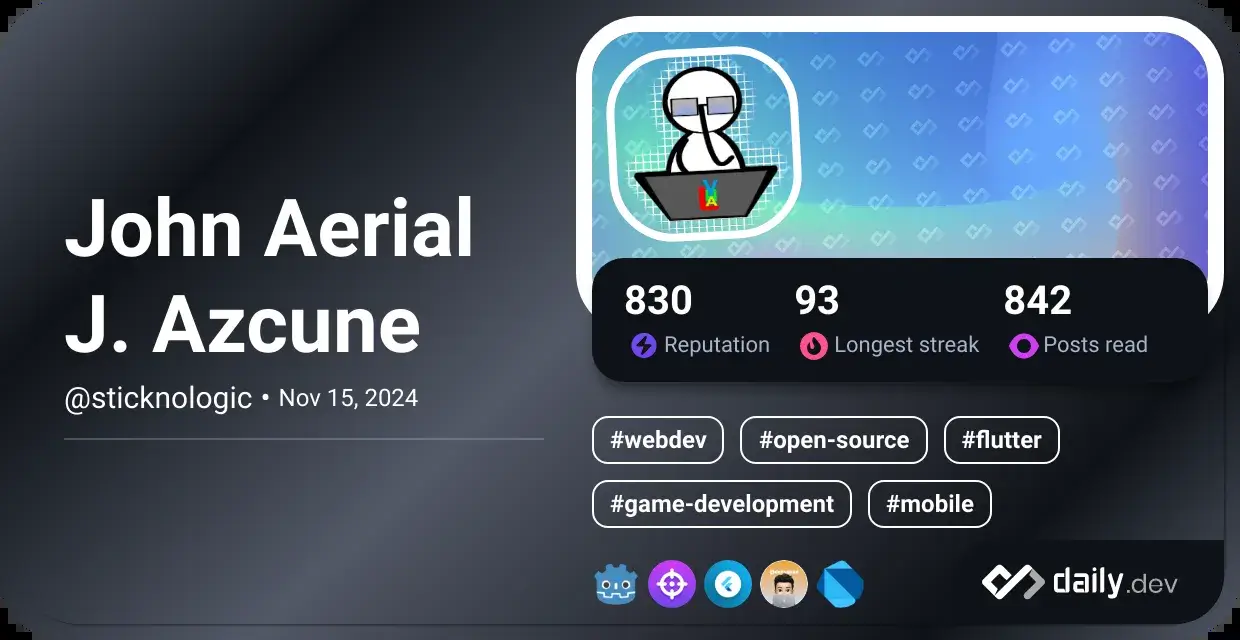 John Aerial
J. Azcune
@sticknologic • Nov 15, 2024
830 93 842
Reputation Longest streak Posts read
#webdev #open-source #flutter
#game-development #mobile
daily.dev